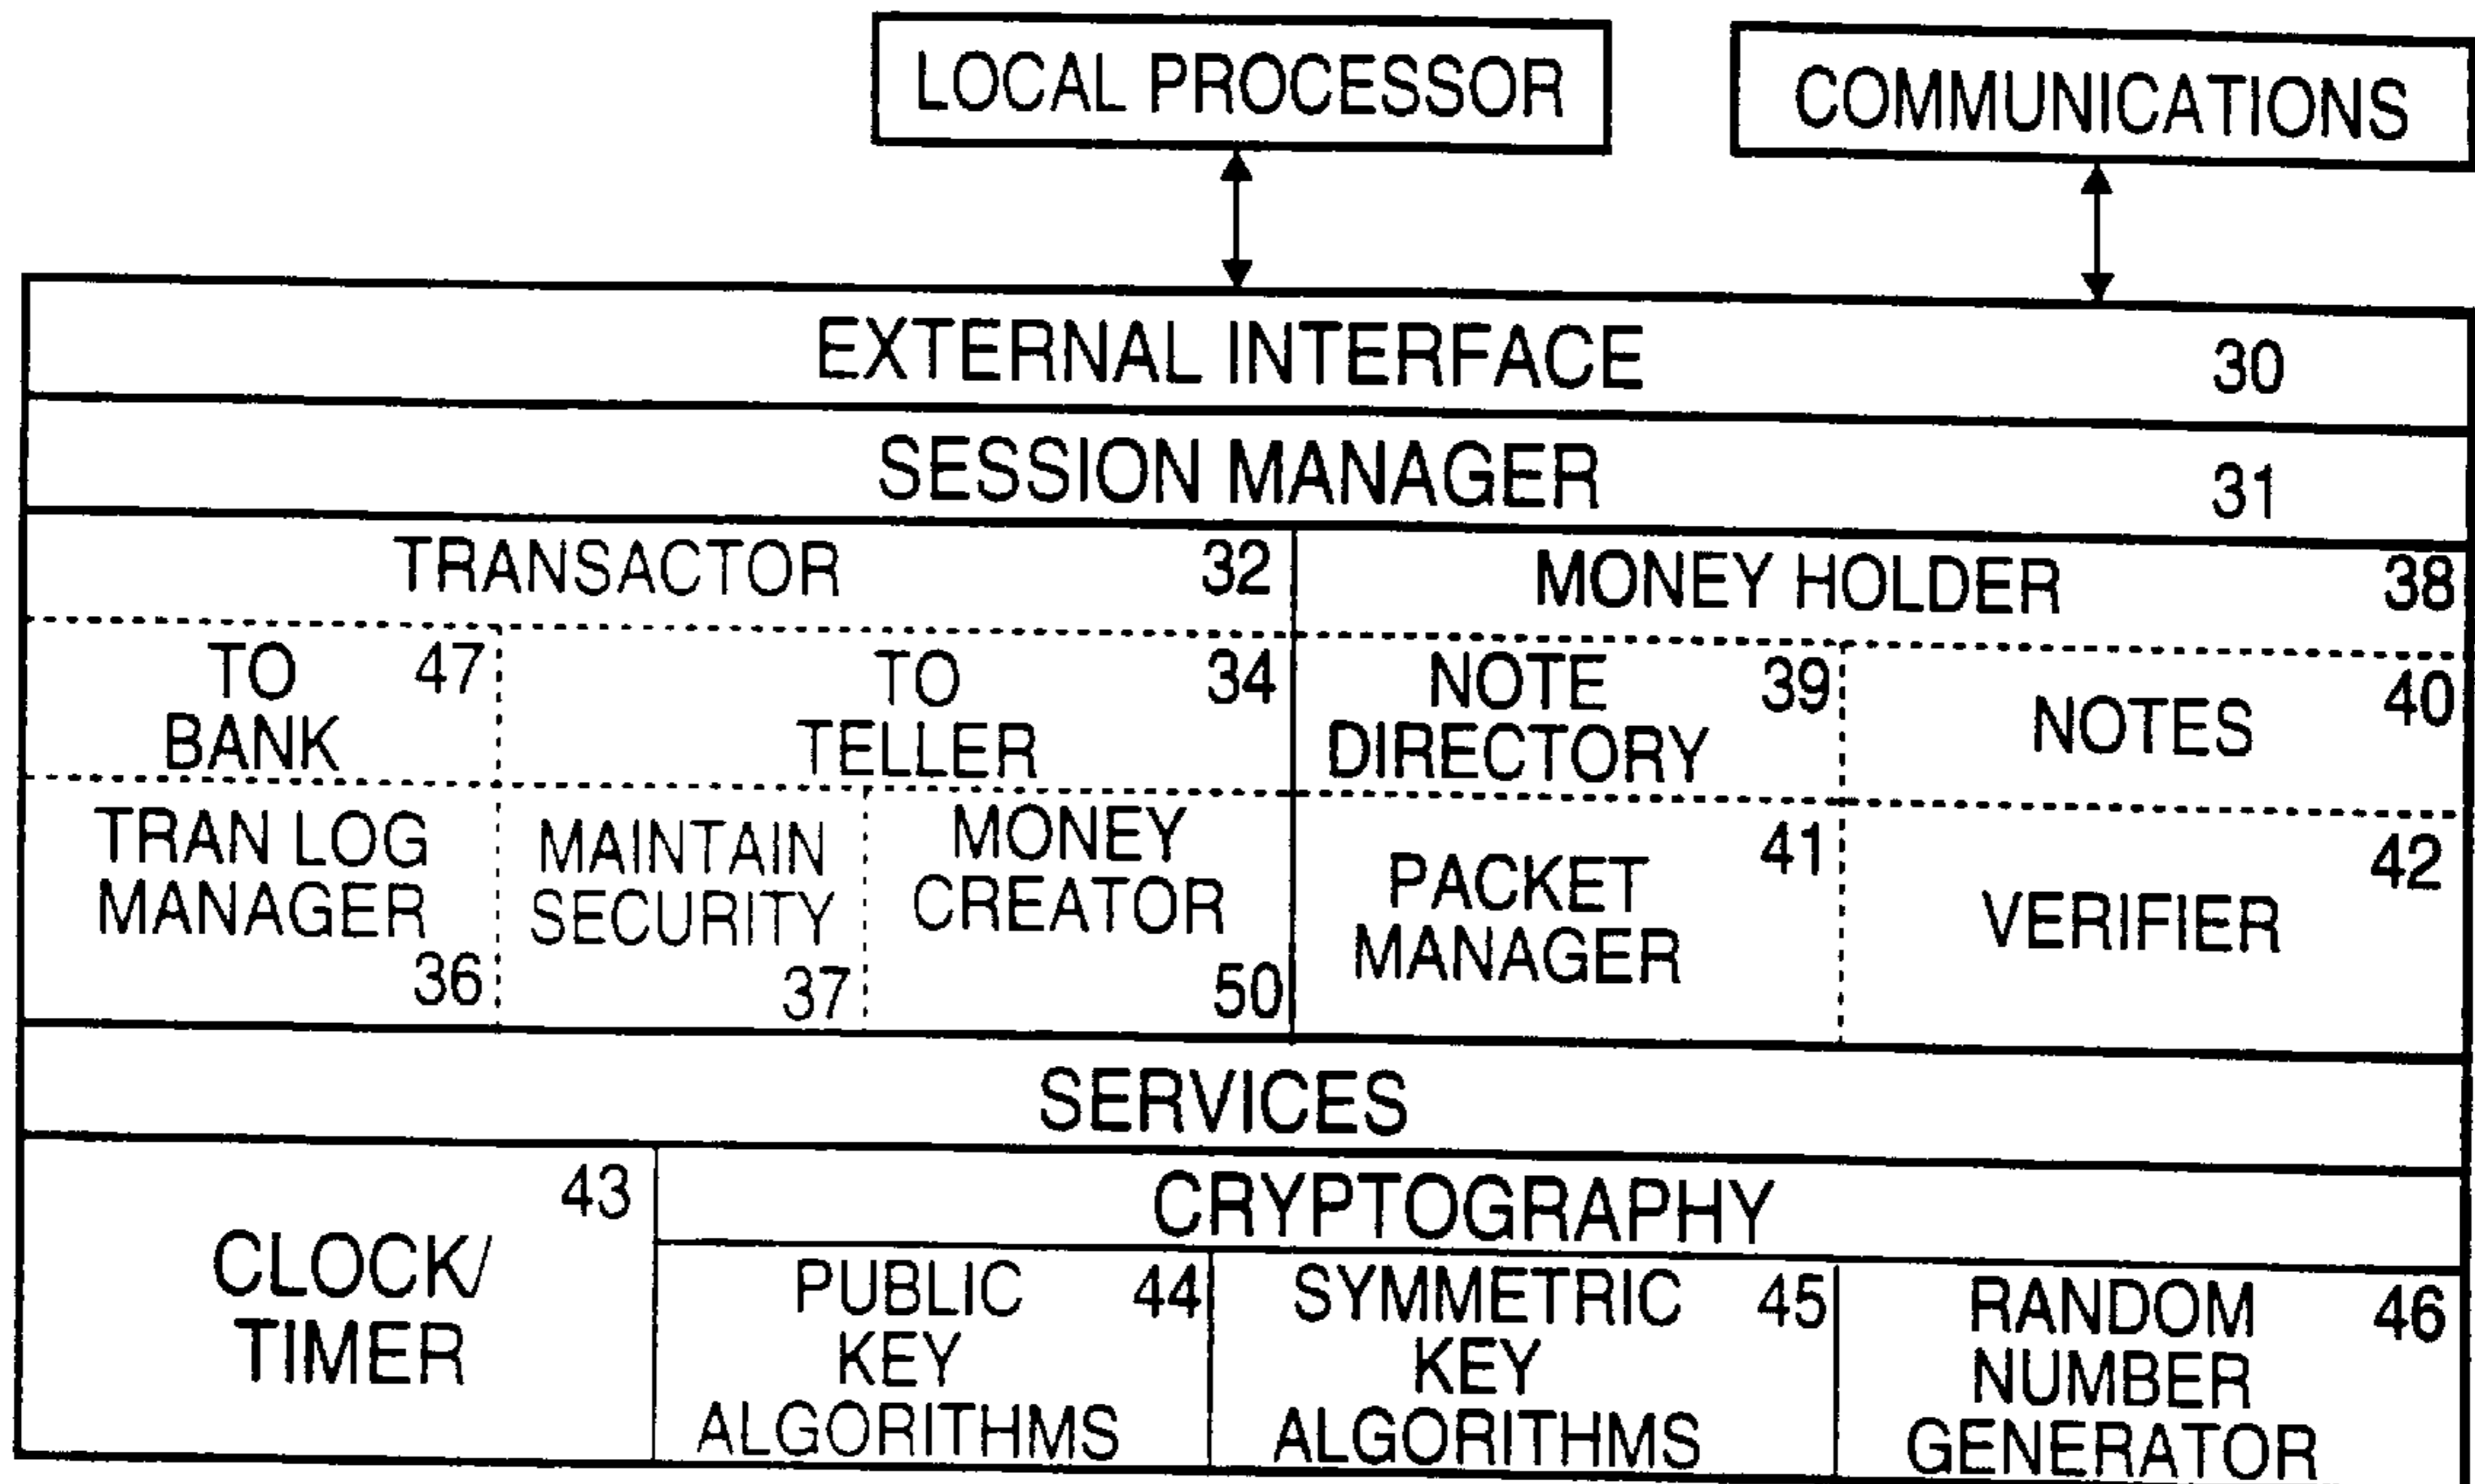 LOCAL PROCESSOR
COMMUNICATIONS
EXTERNAL INTERFACE 30
SESSION MANAGER 31
TRANSACTOR 32
MONEY HOLDER 38
TO 47
BANK
TO 34
TELLER
NOTE 39
DIRECTORY
NOTES 40
TRAN LOG
MANAGER
36
MAINTAIN
SECURITY
37
MONEY
CREATOR
50
41
PACKET
MANAGER
42
VERIFIER
SERVICES
43
CLOCK/
TIMER
CRYPTOGRAPHY
PUBLIC 44
KEY
ALGORITHMS
SYMMETRIC 45
KEY
ALGORITHMS
RANDOM 46
NUMBER
GENERATOR